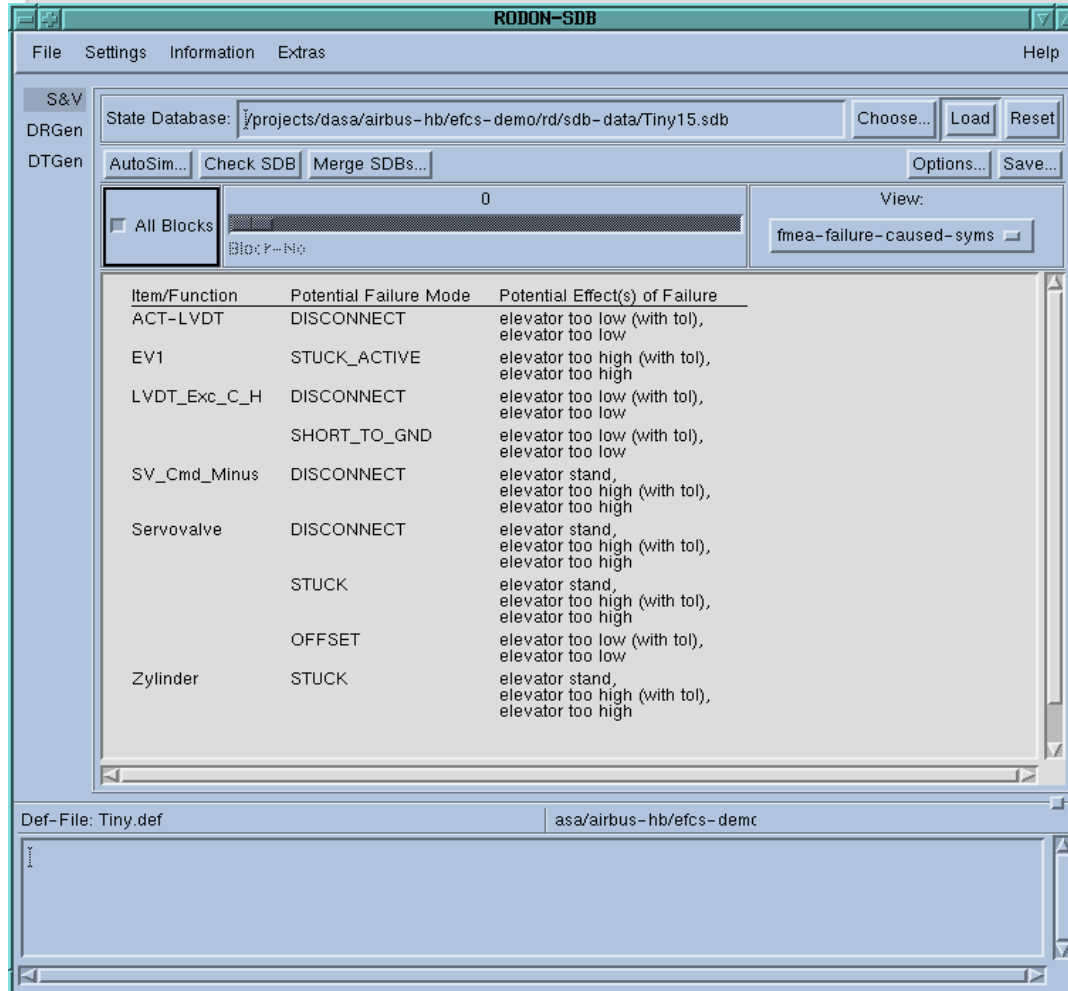 RODON-SDB
File Settings Information Extras Help
S&V
DRGen
DTGen
State Database: /projects/dasa/airbus-hb/efcs-demo/rd/sdb-data/Tiny15.sdb Choose... Load Reset
AutoSim... Check SDB Merge SDBs... Options... Save...
All Blocks
0
Block-No
View:
fmea-failure-caused-syms
Item/Function Potential Failure Mode Potential Effect(s) of Failure
ACT-LVDT DISCONNECT elevator too low (with tol),
elevator too low
EV1 STUCK_ACTIVE elevator too high (with tol),
elevator too high
LVDT_Exc_C_H DISCONNECT elevator too low (with tol),
elevator too low
SHORT_TO_GND elevator too low (with tol),
elevator too low
SV_Cmd_Minus DISCONNECT elevator stand,
elevator too high (with tol),
elevator too high
Servovalve DISCONNECT elevator stand,
elevator too high (with tol),
elevator too high
STUCK elevator stand,
elevator too high (with tol),
elevator too high
OFFSET elevator too low (with tol),
elevator too low
Zylinder STUCK elevator stand,
elevator too high (with tol),
elevator too high
Def-File: Tiny.def asa/airbus-hb/efcs-demc